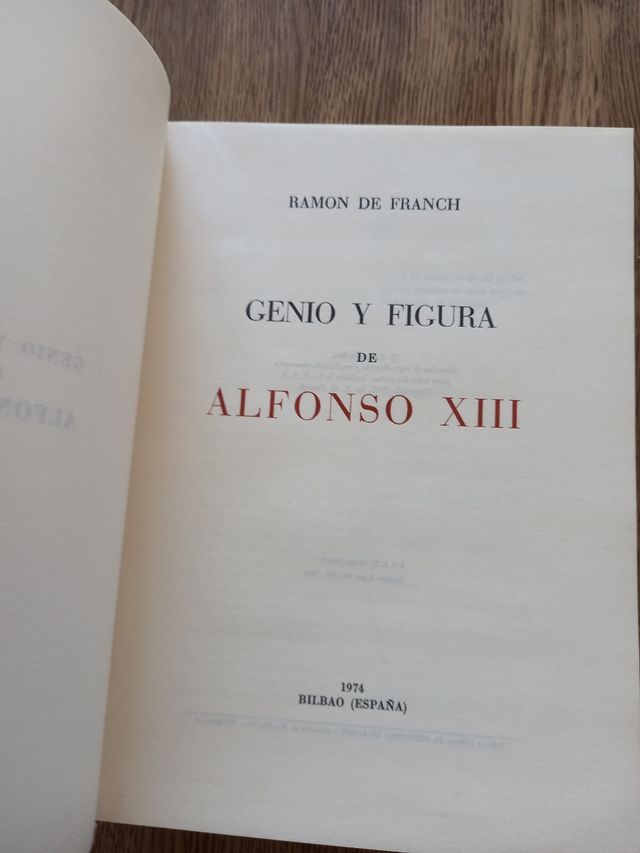 RAMON DE FRANCH
GENIO Y FIGURA
DE
ALFONSO XIII
1974
BILBAO (ESPAÑA)